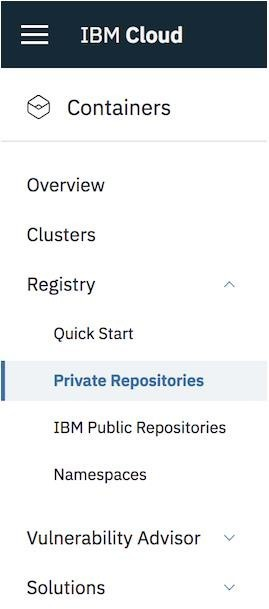 IBM Cloud
Containers
Overview
Clusters
Registry
Quick Start
Private Repositories
IBM Public Repositories
Namespaces
Vulnerability Advisor
Solutions